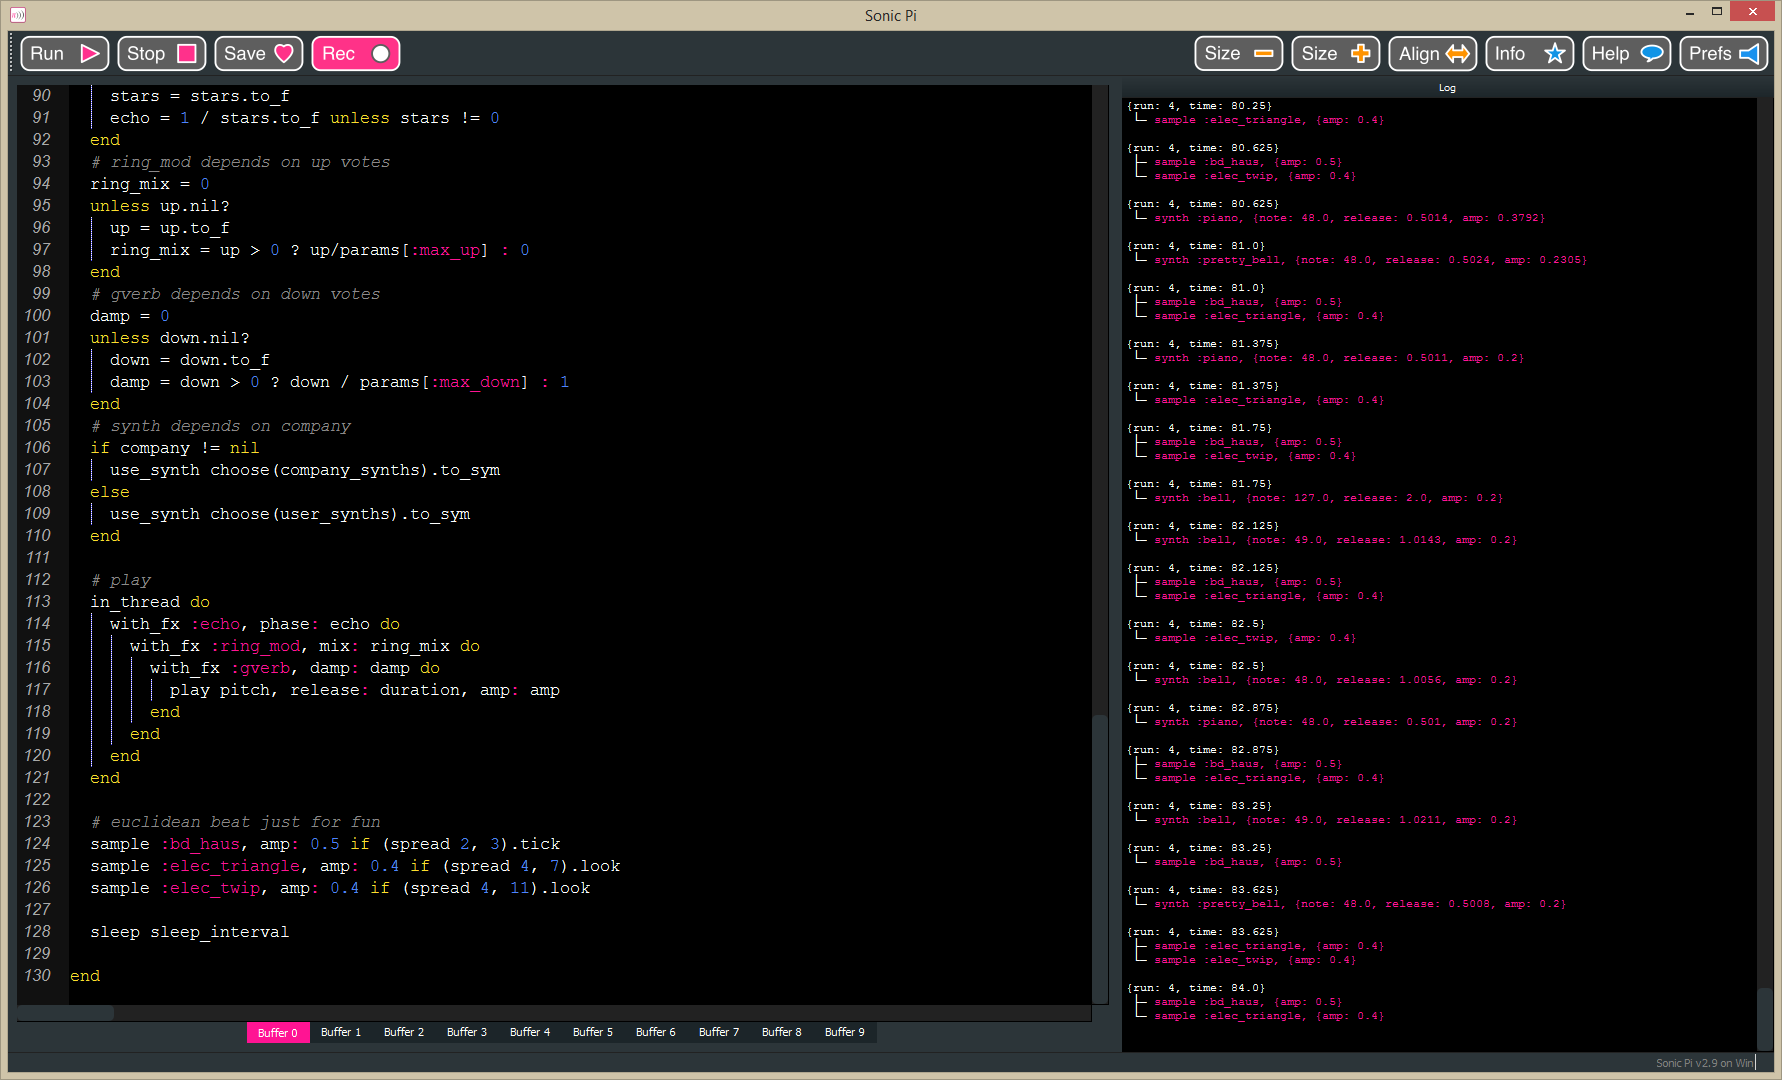 Sonic Pi
Run Stop Save Rec Size Size Align Info Help Prefs
90 stars = stars.to_f
91 echo = 1 / stars.to_f unless stars != 0
92 end
93 # ring_mod depends on up votes
94 ring_mix = 0
95 unless up.nil?
96 up = up.to_f
97 ring_mix = up > 0 ? up/params[:max_up] : 0
98 end
99 # gverb depends on down votes
100 damp = 0
101 unless down.nil?
102 down = down.to_f
103 damp = down > 0 ? down / params[:max_down] : 1
104 end
105 # synth depends on company
106 if company != nil
107 use_synth choose(company_synths).to_sym
108 else
109 use_synth choose(user_synths).to_sym
110 end
111
112 # play
113 in_thread do
114 with_fx :echo, phase: echo do
115 with_fx :ring_mod, mix: ring_mix do
116 with_fx :gverb, damp: damp do
117 play pitch, release: duration, amp: amp
118 end
119 end
120 end
121 end
122
123 # euclidean beat just for fun
124 sample :bd_haus, amp: 0.5 if (spread 2, 3).tick
125 sample :elec_triangle, amp: 0.4 if (spread 4, 7).look
126 sample :elec_twip, amp: 0.4 if (spread 4, 11).look
127
128 sleep sleep_interval
129
130 end
Buffer 0 Buffer 1 Buffer 2 Buffer 3 Buffer 4 Buffer 5 Buffer 6 Buffer 7 Buffer 8 Buffer 9
Log
{run: 4, time: 80.25}
sample :elec_triangle, {amp: 0.4}
{run: 4, time: 80.625}
sample :bd_haus, {amp: 0.5}
sample :elec_twip, {amp: 0.4}
{run: 4, time: 80.625}
synth :piano, {note: 48.0, release: 0.5014, amp: 0.3792}
{run: 4, time: 81.0}
synth :pretty_bell, {note: 48.0, release: 0.5024, amp: 0.2305}
{run: 4, time: 81.0}
sample :bd_haus, {amp: 0.5}
sample :elec_triangle, {amp: 0.4}
{run: 4, time: 81.375}
synth :piano, {note: 48.0, release: 0.5011, amp: 0.2}
{run: 4, time: 81.375}
sample :elec_triangle, {amp: 0.4}
{run: 4, time: 81.75}
sample :bd_haus, {amp: 0.5}
sample :elec_twip, {amp: 0.4}
{run: 4, time: 81.75}
synth :bell, {note: 127.0, release: 2.0, amp: 0.2}
{run: 4, time: 82.125}
synth :bell, {note: 49.0, release: 1.0143, amp: 0.2}
{run: 4, time: 82.125}
sample :bd_haus, {amp: 0.5}
sample :elec_triangle, {amp: 0.4}
{run: 4, time: 82.5}
sample :elec_twip, {amp: 0.4}
{run: 4, time: 82.5}
synth :bell, {note: 48.0, release: 1.0056, amp: 0.2}
{run: 4, time: 82.875}
synth :piano, {note: 48.0, release: 0.501, amp: 0.2}
{run: 4, time: 82.875}
sample :bd_haus, {amp: 0.5}
sample :elec_triangle, {amp: 0.4}
{run: 4, time: 83.25}
synth :bell, {note: 49.0, release: 1.0211, amp: 0.2}
{run: 4, time: 83.25}
sample :bd_haus, {amp: 0.5}
{run: 4, time: 83.625}
synth :pretty_bell, {note: 48.0, release: 0.5008, amp: 0.2}
{run: 4, time: 83.625}
sample :elec_triangle, {amp: 0.4}
sample :elec_twip, {amp: 0.4}
{run: 4, time: 84.0}
sample :bd_haus, {amp: 0.5}
sample :elec_triangle, {amp: 0.4}
Sonic Pi v2.9 on Win